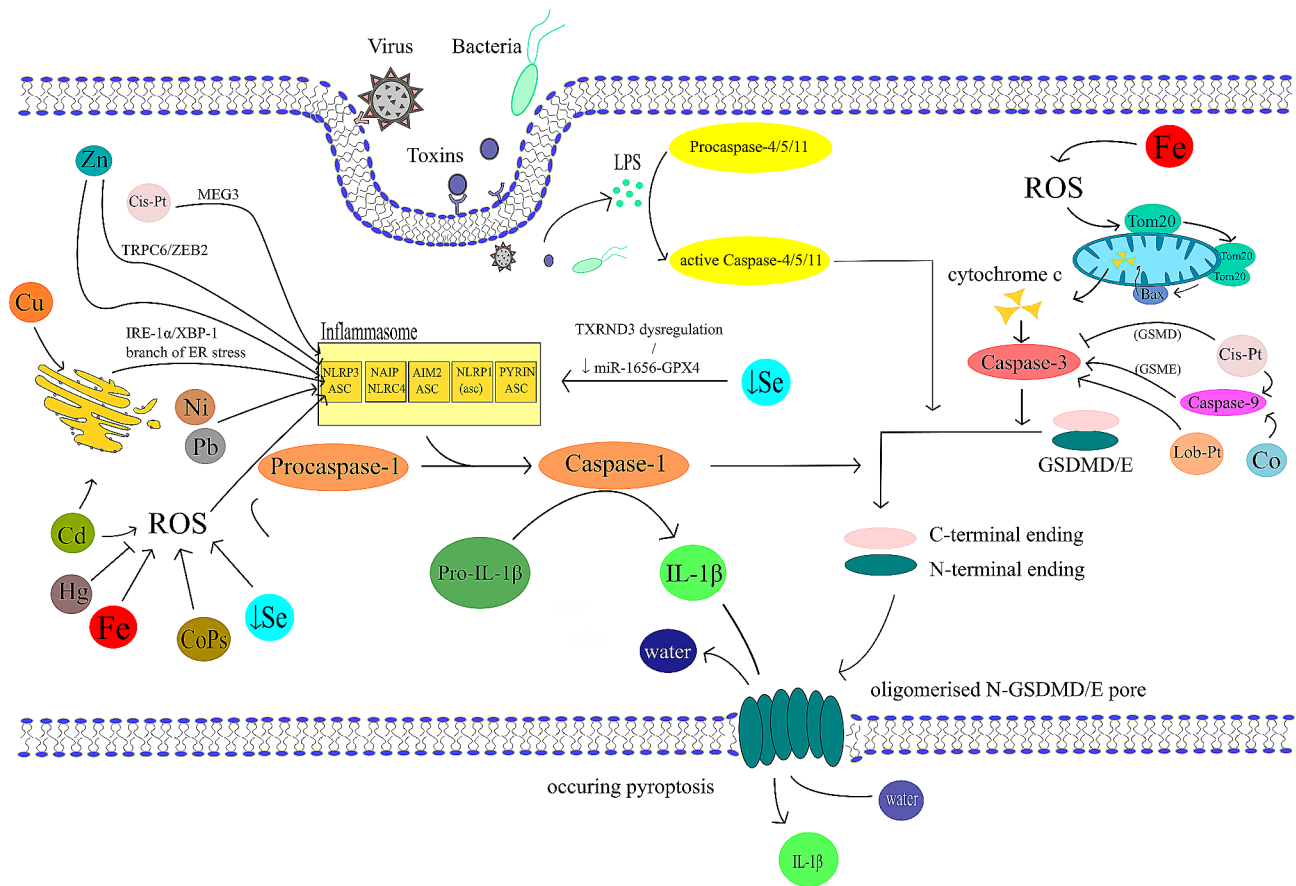 Virus
Bacteria
Toxins
LPS
Procaspase-4/5/11
active Caspase-4/5/11
Fe
ROS
Tom20
Tom20
Tom20
Bax
cytochrome c
Caspase-3
(GSMD)
(GSME)
Cis-Pt
Caspase-9
Lob-Pt
Co
GSDMD/E
Zn
Cis-Pt
MEG3
TRPC6/ZEB2
Cu
IRE-1α/XBP-1
branch of ER stress
Ni
Pb
Inflammasome
NLRP3
ASC
NAIP
NLRC4
AIM2
ASC
NLRP1
(asc)
PYRIN
ASC
TXRND3 dysregulation
/
↓ miR-1656-GPX4
↓Se
Procaspase-1
Caspase-1
Cd
ROS
Hg
Fe
CoPs
↓Se
Pro-IL-1β
IL-1β
C-terminal ending
N-terminal ending
water
oligomerised N-GSDMD/E pore
occuring pyroptosis
water
IL-1β